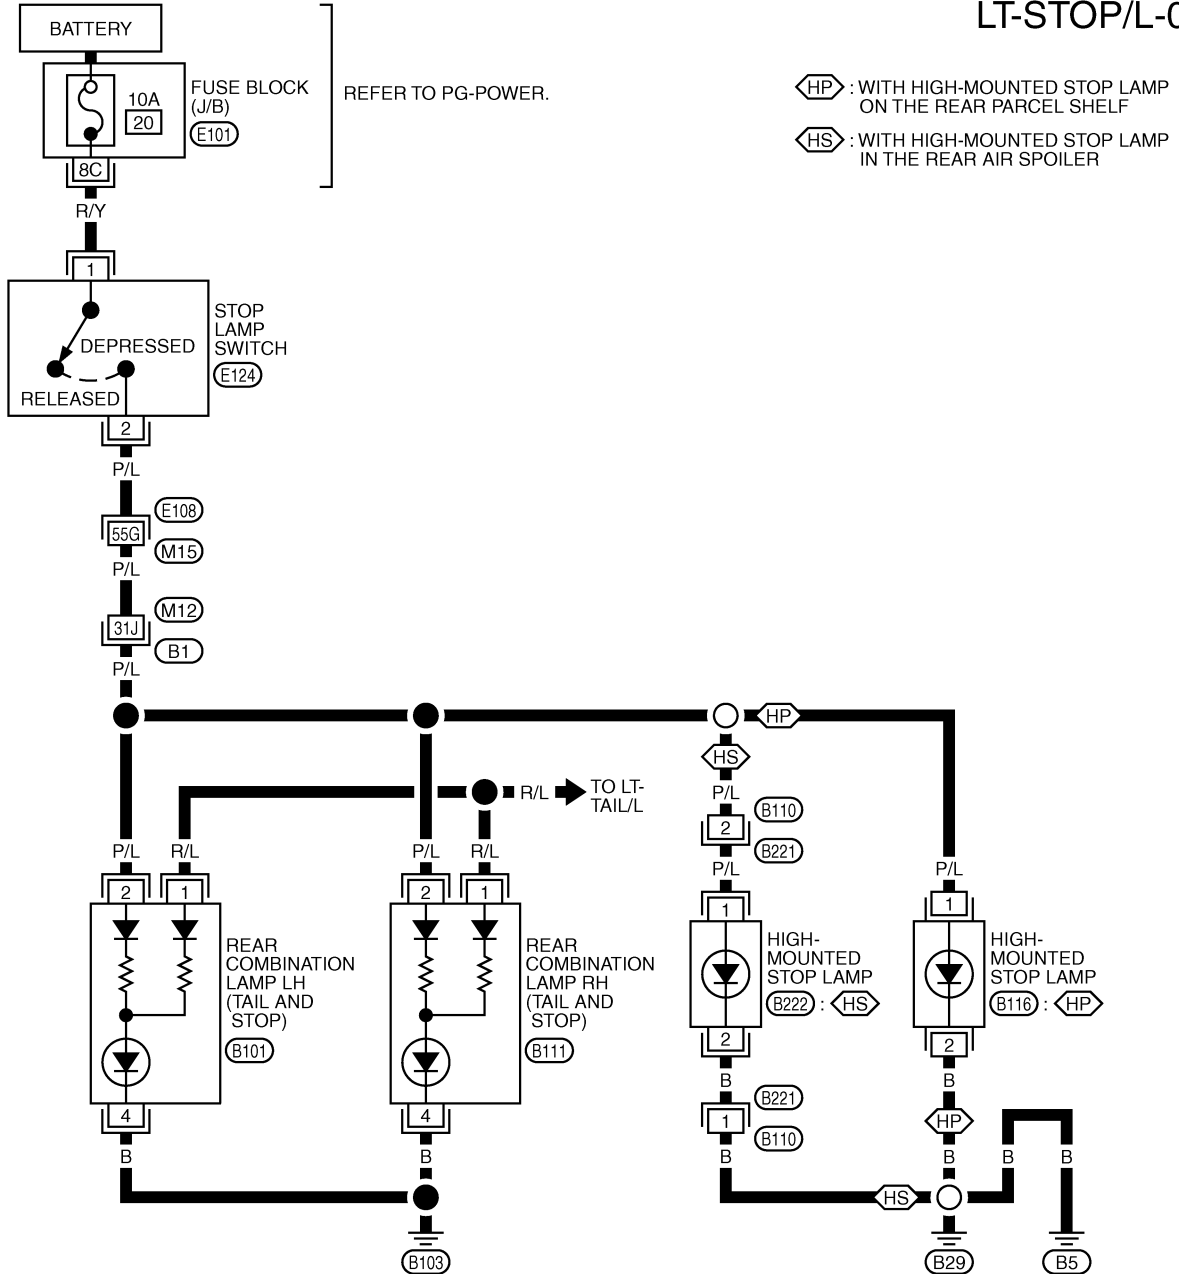 LT-STOP/L-0
BATTERY
10A
20
FUSE BLOCK
(J/B)
E101
REFER TO PG-POWER.
HP : WITH HIGH-MOUNTED STOP LAMP
ON THE REAR PARCEL SHELF
HS : WITH HIGH-MOUNTED STOP LAMP
IN THE REAR AIR SPOILER
8C
R/Y
1
STOP
LAMP
SWITCH
E124
DEPRESSED
RELEASED
2
P/L
E108
55G
M15
P/L
M12
31J
B1
P/L
HP
HS
R/L
TO LT-
TAIL/L
P/L
B110
2
B221
P/L R/L P/L R/L P/L P/L
2 1 2 1 1 1
REAR
COMBINATION
LAMP LH
(TAIL AND
STOP)
B101
REAR
COMBINATION
LAMP RH
(TAIL AND
STOP)
B111
HIGH-
MOUNTED
STOP LAMP
B222 : HS
HIGH-
MOUNTED
STOP LAMP
B116 : HP
2 2
B B
4 4
B221
1
B110
HP
B B B B B B
HS
B103 B29 B5